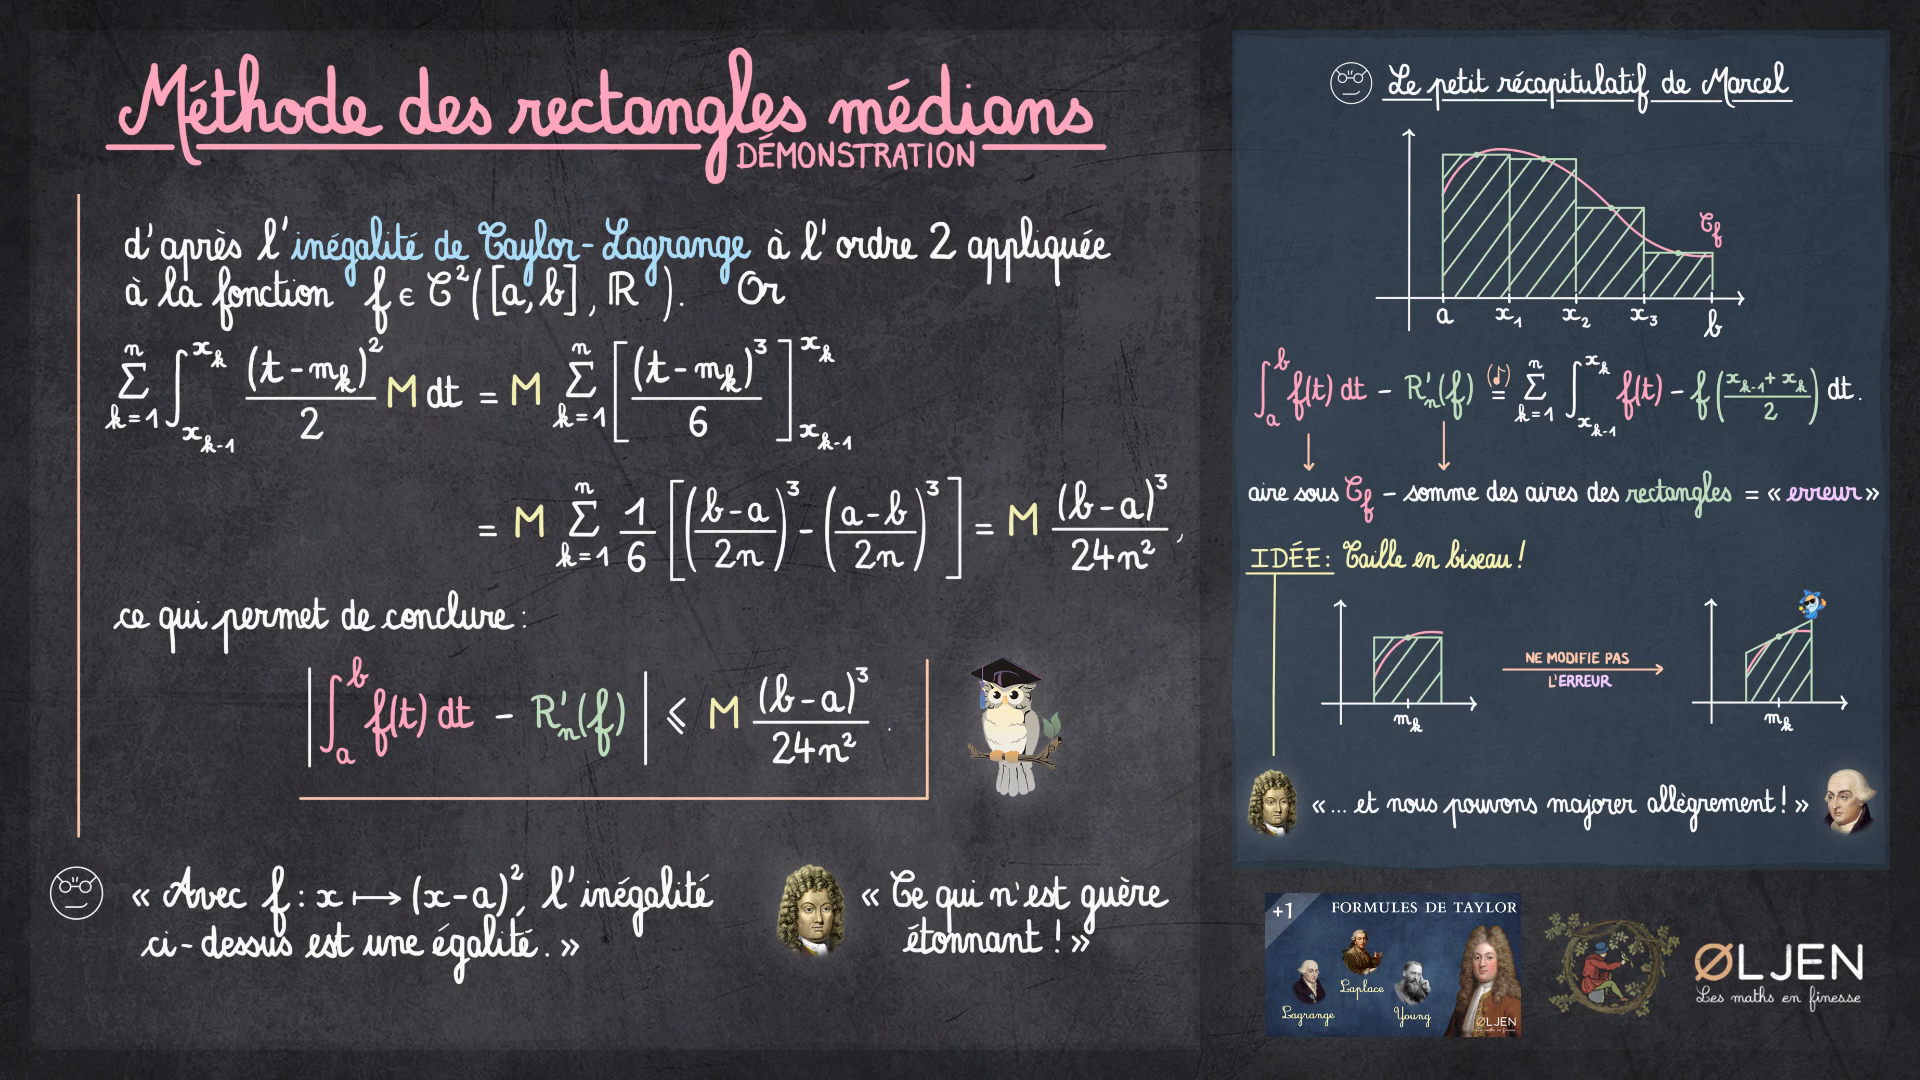 Méthode des rectangles médians
DÉMONSTRATION
d'après l'inégalité de Taylor-Lagrange à l'ordre 2 appliquée
à la fonction f ∈ C²([a,b], ℝ). Or
∑_{k=1}^{n} ∫_{x_{k-1}}^{x_k} (t-m_k)²/2 M dt = M ∑_{k=1}^{n} [(t-m_k)³/6]_{x_{k-1}}^{x_k}
= M ∑_{k=1}^{n} 1/6 [((b-a)/2n)³ - ((a-b)/2n)³] = M (b-a)³/24n²,
ce qui permet de conclure :
|∫_a^b f(t) dt - R'_n(f)| ⩽ M (b-a)³/24n² .
« Avec f : x ⟼ (x-a)², l'inégalité
ci-dessus est une égalité. »
« Ce qui n'est guère
étonnant ! »
Le petit récapitulatif de Marcel
C_f
a x_1 x_2 x_3 b
∫_a^b f(t) dt - R'_n(f) (♪)= ∑_{k=1}^{n} ∫_{x_{k-1}}^{x_k} f(t) - f((x_{k-1}+x_k)/2) dt.
aire sous C_f - somme des aires des rectangles = « erreur »
IDÉE : Taille en biseau !
NE MODIFIE PAS
L'ERREUR
m_k
m_k
« ... et nous pouvons majorer allègrement ! »
+1 FORMULES DE TAYLOR
Laplace
Lagrange
Young
ØLJEN
ØLJEN
Les maths en finesse